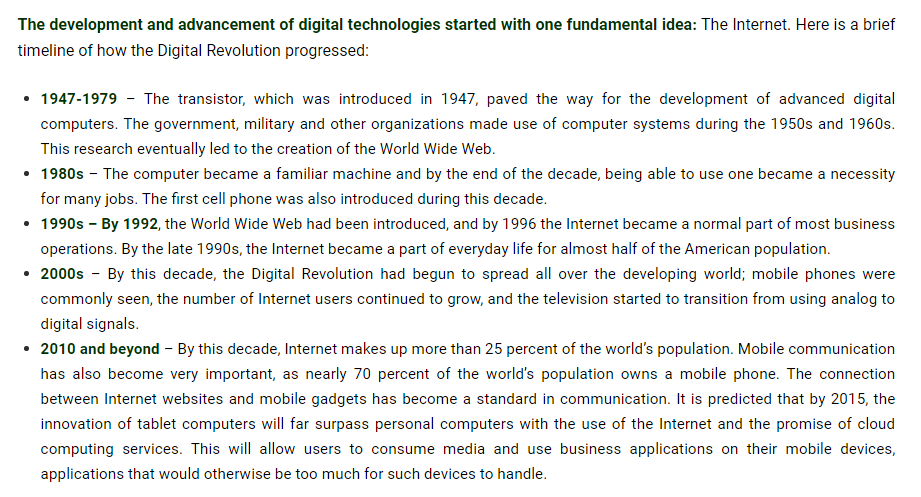 The development and advancement of digital technologies started with one fundamental idea: The Internet. Here is a brief
timeline of how the Digital Revolution progressed:
• 1947-1979 – The transistor, which was introduced in 1947, paved the way for the development of advanced digital
computers. The government, military and other organizations made use of computer systems during the 1950s and 1960s.
This research eventually led to the creation of the World Wide Web.
• 1980s – The computer became a familiar machine and by the end of the decade, being able to use one became a necessity
for many jobs. The first cell phone was also introduced during this decade.
• 1990s – By 1992, the World Wide Web had been introduced, and by 1996 the Internet became a normal part of most business
operations. By the late 1990s, the Internet became a part of everyday life for almost half of the American population.
• 2000s – By this decade, the Digital Revolution had begun to spread all over the developing world; mobile phones were
commonly seen, the number of Internet users continued to grow, and the television started to transition from using analog to
digital signals.
• 2010 and beyond – By this decade, Internet makes up more than 25 percent of the world's population. Mobile communication
has also become very important, as nearly 70 percent of the world's population owns a mobile phone. The connection
between Internet websites and mobile gadgets has become a standard in communication. It is predicted that by 2015, the
innovation of tablet computers will far surpass personal computers with the use of the Internet and the promise of cloud
computing services. This will allow users to consume media and use business applications on their mobile devices,
applications that would otherwise be too much for such devices to handle.